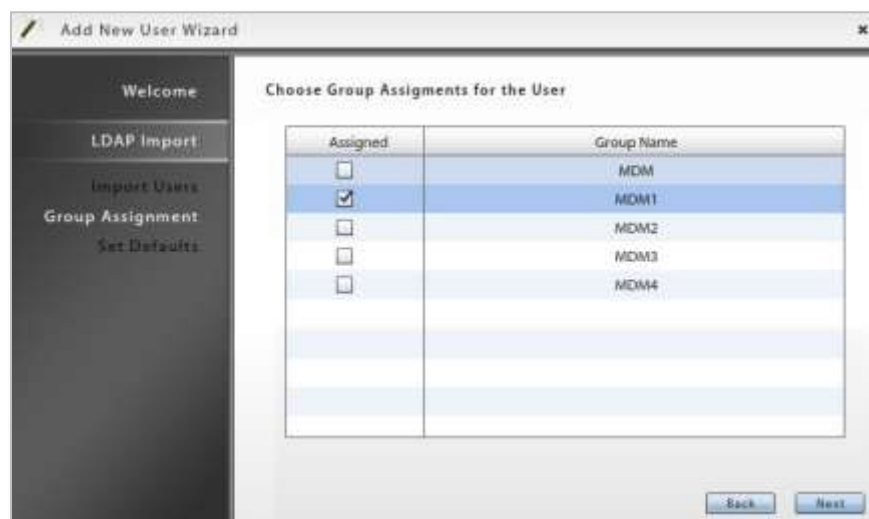 Add New User Wizard
Welcome
LDAP Import
Import Users
Group Assignment
Set Defaults
Choose Group Assigments for the User
Assigned Group Name
MDM
MDM1
MDM2
MDM3
MDM4
Back Next